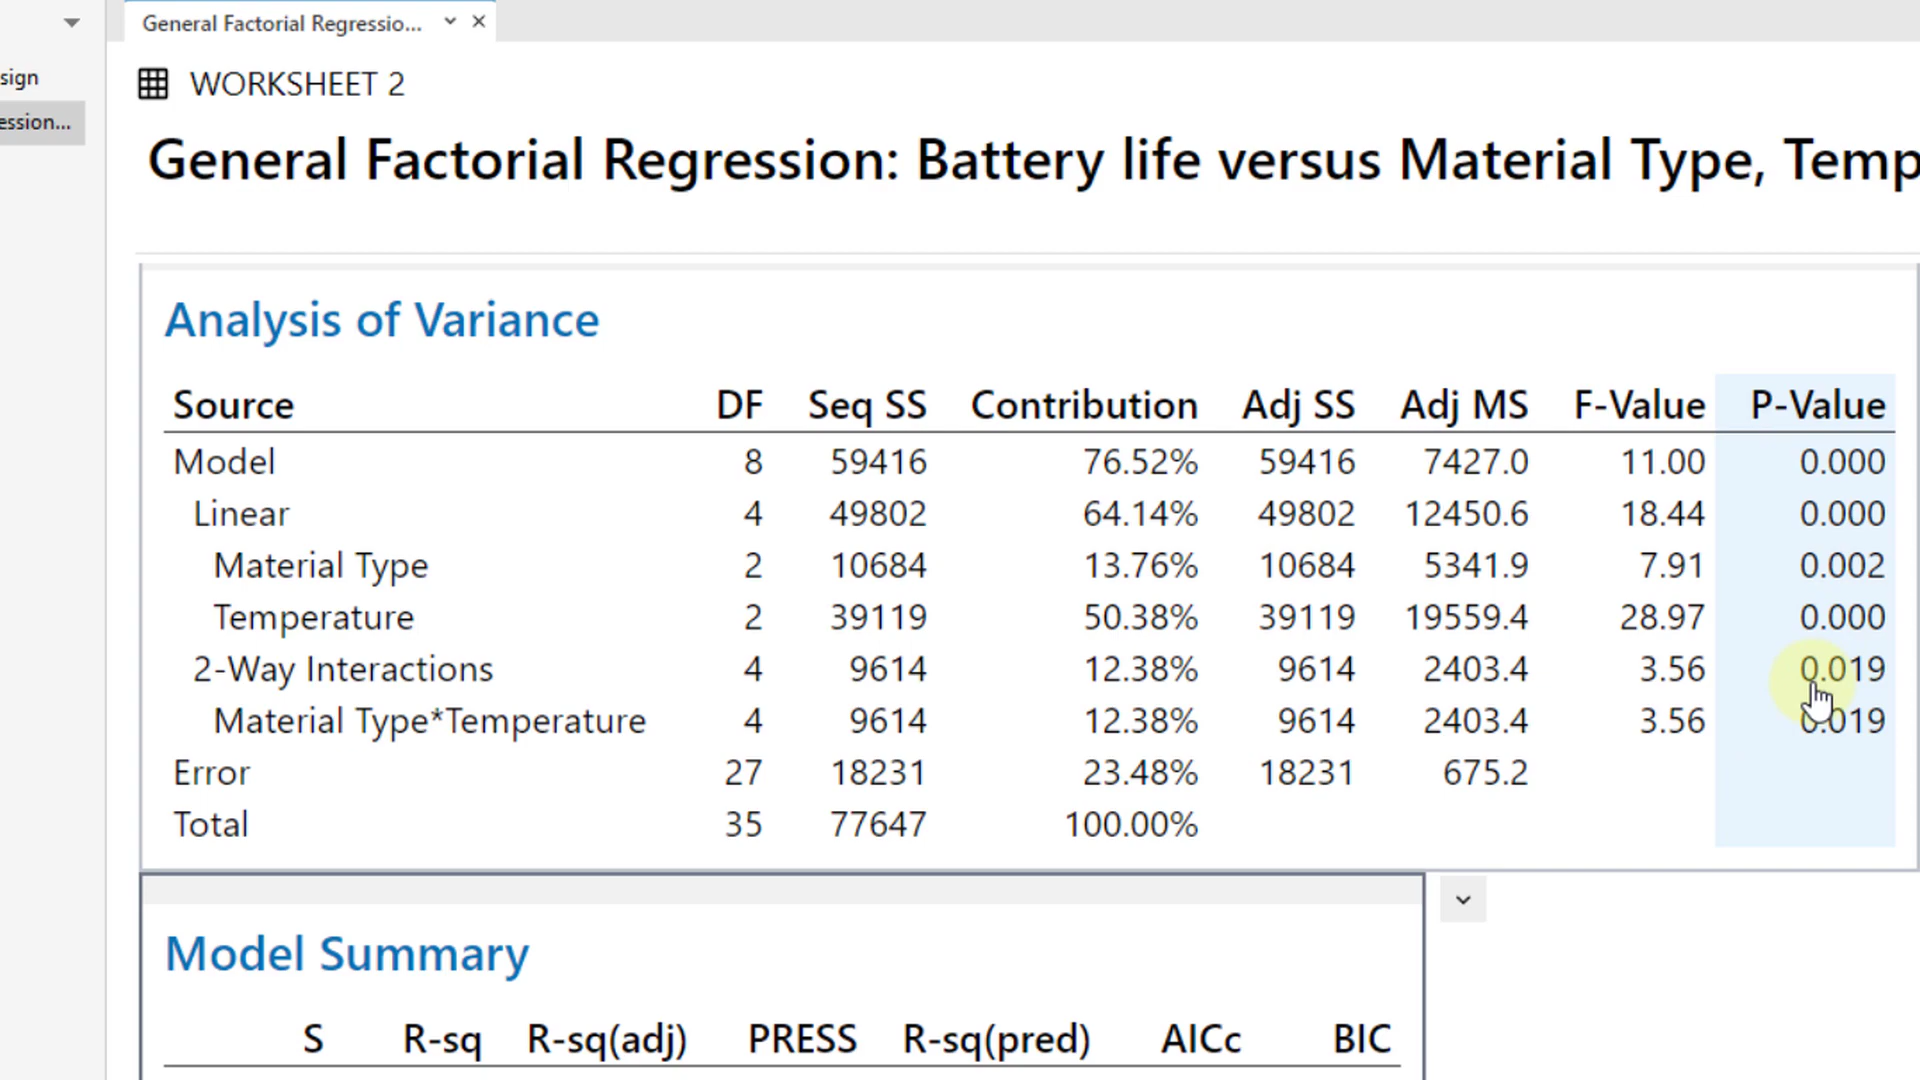 General Factorial Regressio...
sign
ession...
WORKSHEET 2
General Factorial Regression: Battery life versus Material Type, Temp
Analysis of Variance
Source DF Seq SS Contribution Adj SS Adj MS F-Value P-Value
Model 8 59416 76.52% 59416 7427.0 11.00 0.000
Linear 4 49802 64.14% 49802 12450.6 18.44 0.000
Material Type 2 10684 13.76% 10684 5341.9 7.91 0.002
Temperature 2 39119 50.38% 39119 19559.4 28.97 0.000
2-Way Interactions 4 9614 12.38% 9614 2403.4 3.56 0.019
Material Type*Temperature 4 9614 12.38% 9614 2403.4 3.56 0.019
Error 27 18231 23.48% 18231 675.2
Total 35 77647 100.00%
Model Summary
S R-sq R-sq(adj) PRESS R-sq(pred) AICc BIC